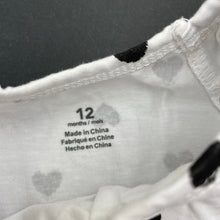 12
months / mois
Made in China
Fabriqué en Chine
Hecho en China